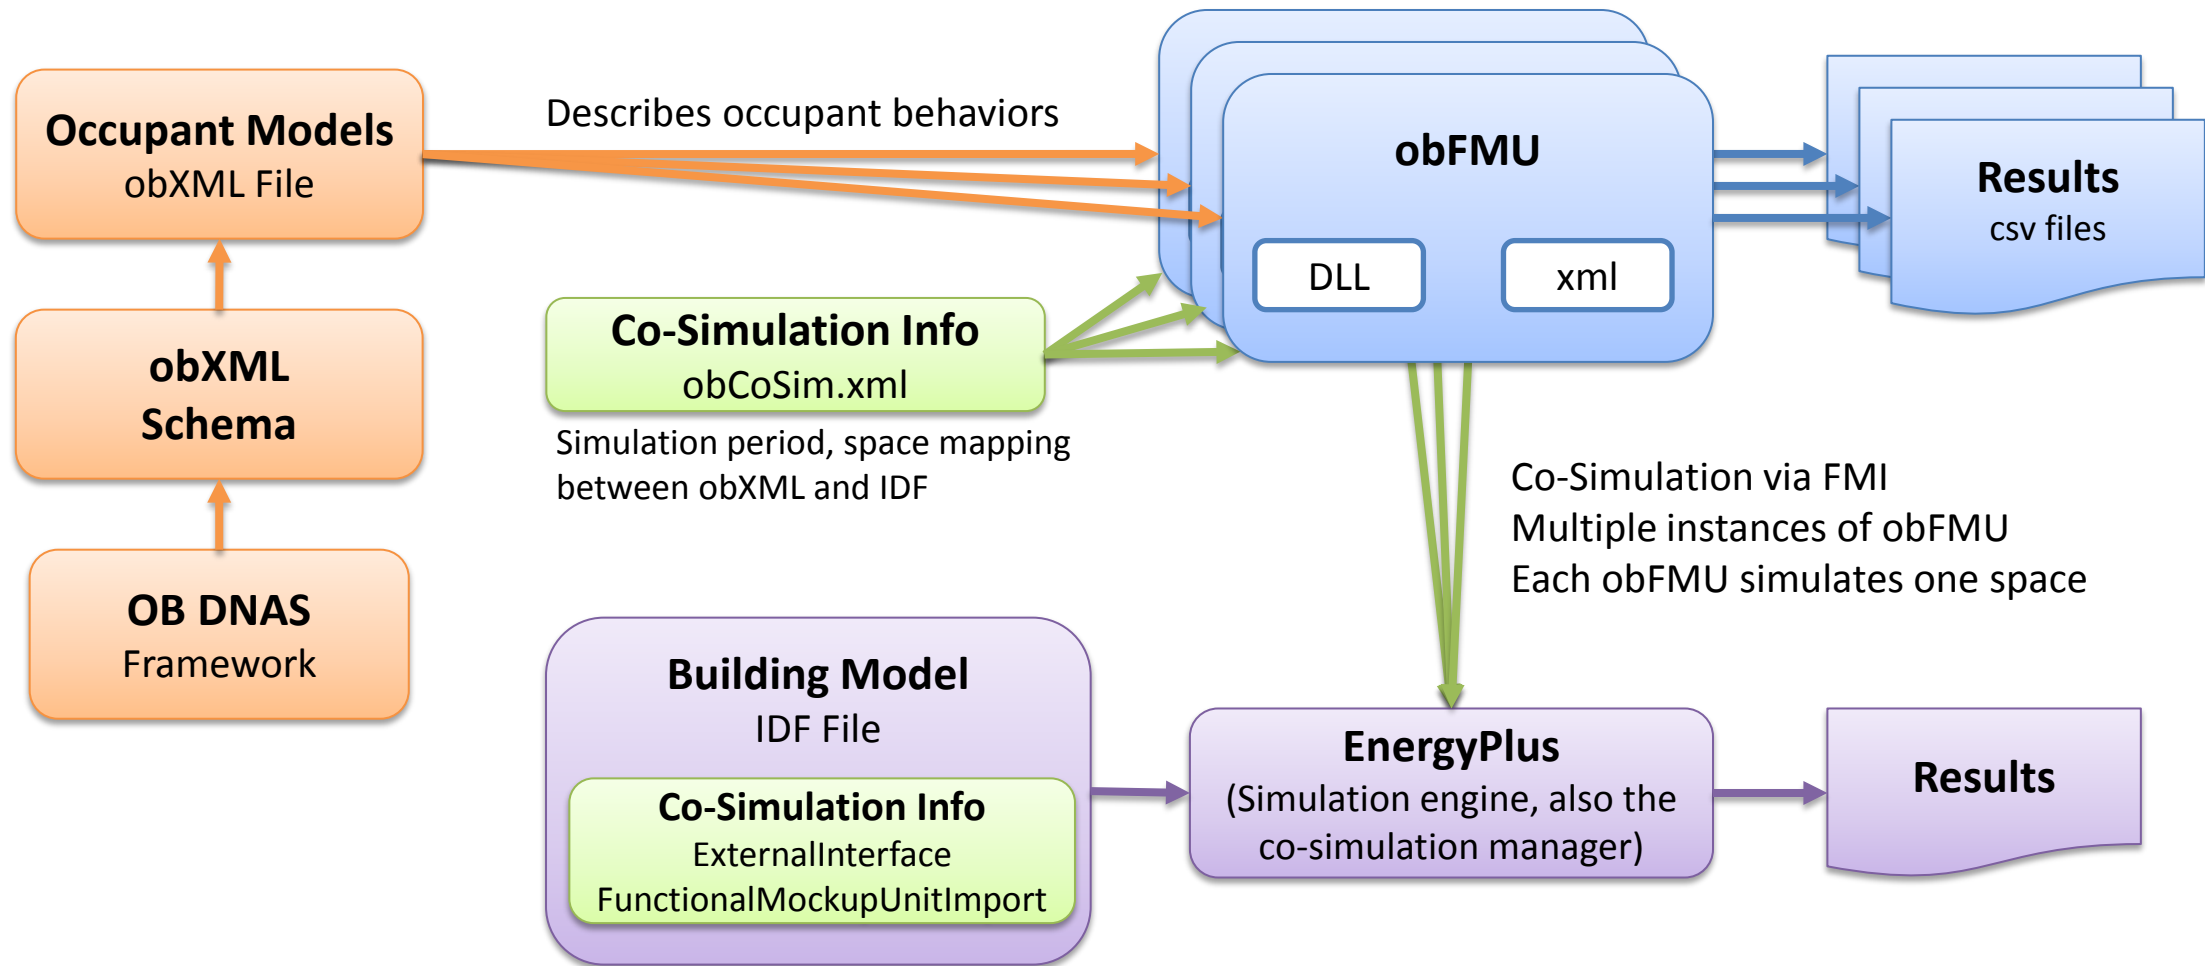 Occupant Models
obXML File
obXML
Schema
OB DNAS
Framework
Describes occupant behaviors
Co-Simulation Info
obCoSim.xml
Simulation period, space mapping
between obXML and IDF
obFMU
DLL
xml
Results
csv files
Co-Simulation via FMI
Multiple instances of obFMU
Each obFMU simulates one space
Building Model
IDF File
Co-Simulation Info
ExternalInterface
FunctionalMockupUnitImport
EnergyPlus
(Simulation engine, also the
co-simulation manager)
Results